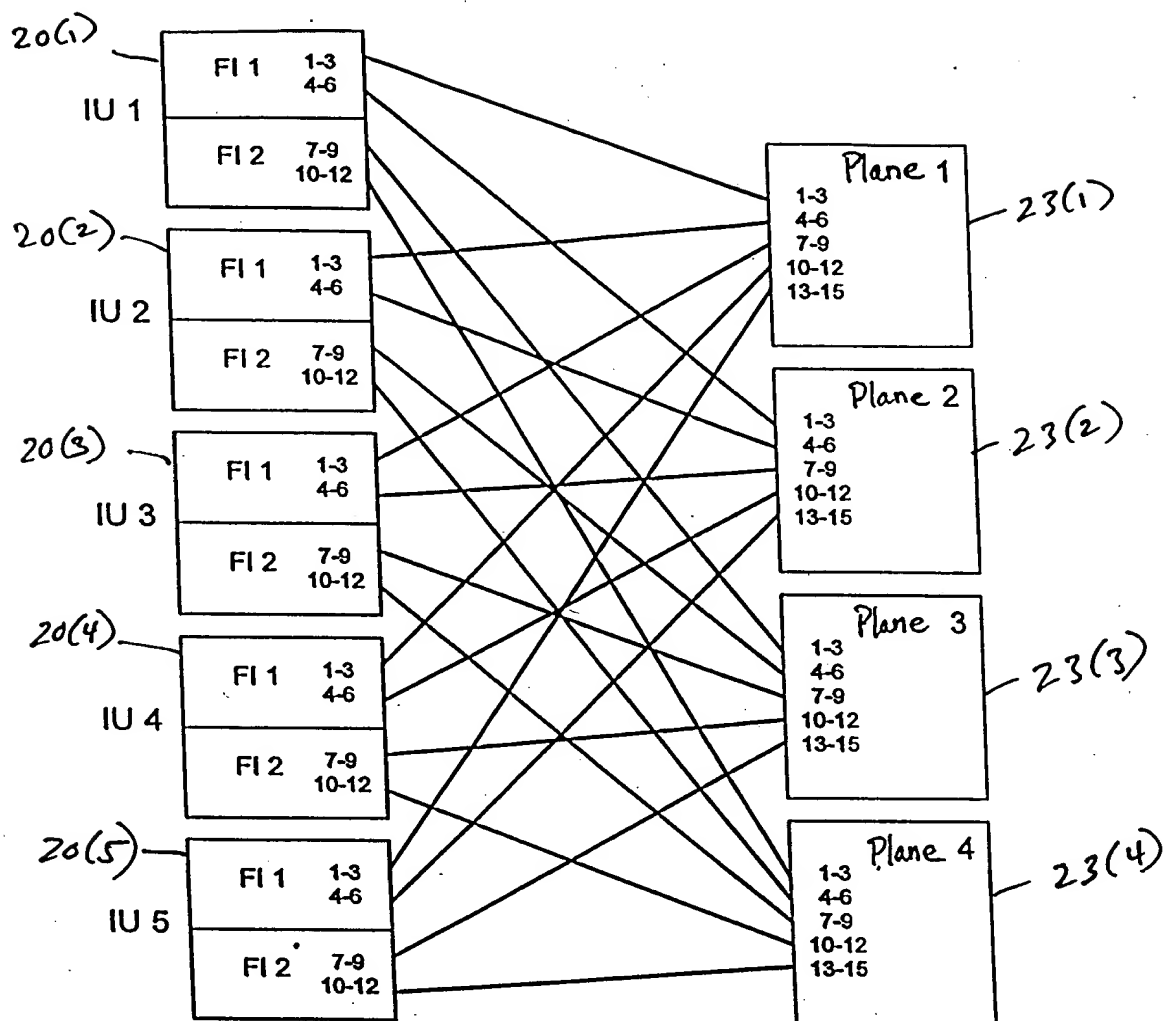 20(1)
FI 1 1-3
4-6
IU 1
FI 2 7-9
10-12
20(2)
FI 1 1-3
4-6
IU 2
FI 2 7-9
10-12
20(3)
FI 1 1-3
4-6
IU 3
FI 2 7-9
10-12
20(4)
FI 1 1-3
4-6
IU 4
FI 2 7-9
10-12
20(5)
FI 1 1-3
4-6
IU 5
FI 2 7-9
10-12
Plane 1
1-3
4-6
7-9
10-12
13-15
23(1)
Plane 2
1-3
4-6
7-9
10-12
13-15
23(2)
Plane 3
1-3
4-6
7-9
10-12
13-15
23(3)
Plane 4
1-3
4-6
7-9
10-12
13-15
23(4)